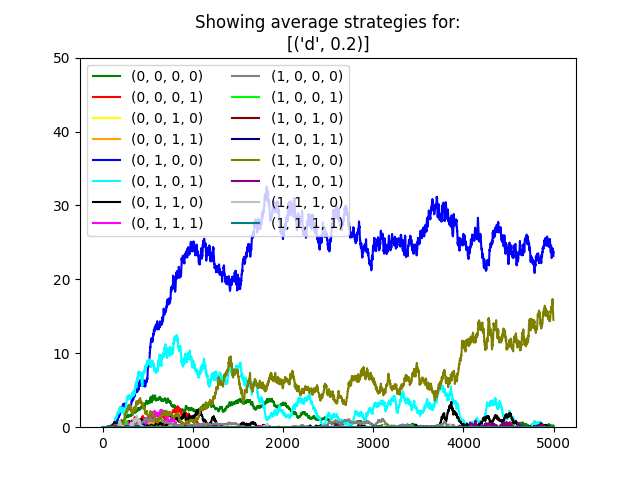 Showing average strategies for:
[('d', 0.2)]
50
40
30
20
10
0
(0, 0, 0, 0)
(0, 0, 0, 1)
(0, 0, 1, 0)
(0, 0, 1, 1)
(0, 1, 0, 0)
(0, 1, 0, 1)
(0, 1, 1, 0)
(0, 1, 1, 1)
(1, 0, 0, 0)
(1, 0, 0, 1)
(1, 0, 1, 0)
(1, 0, 1, 1)
(1, 1, 0, 0)
(1, 1, 0, 1)
(1, 1, 1, 0)
(1, 1, 1, 1)
0 1000 2000 3000 4000 5000